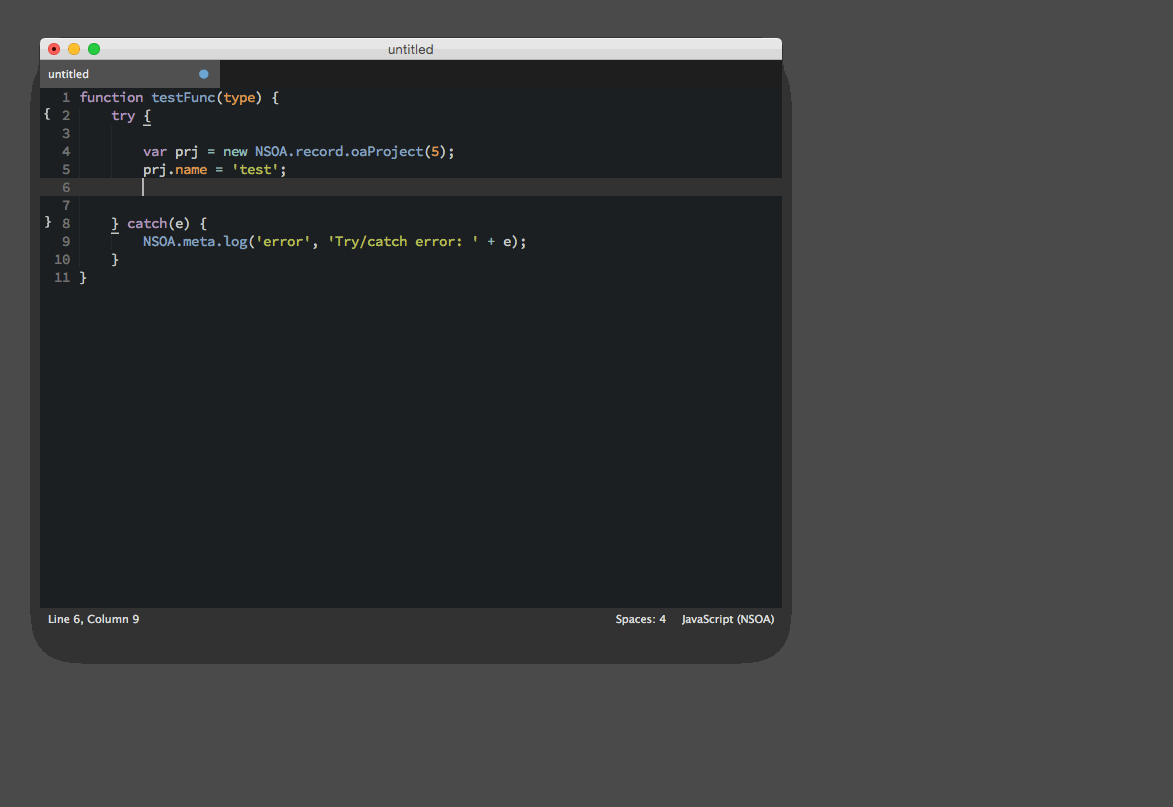 untitled
untitled
1 function testFunc(type) {
{ 2     try {
3
4         var prj = new NSOA.record.oaProject(5);
5         prj.name = 'test';
6
7
} 8     } catch(e) {
9         NSOA.meta.log('error', 'Try/catch error: ' + e);
10     }
11 }
Line 6, Column 9 Spaces: 4 JavaScript (NSOA)